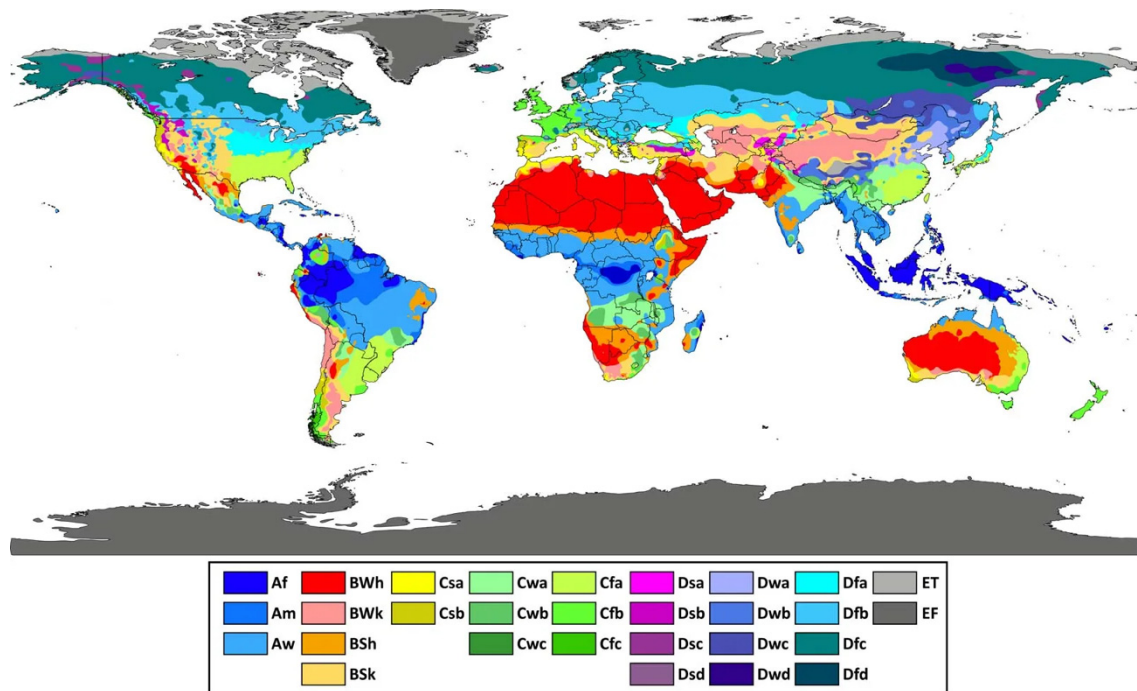 Af BWh Csa Cwa Cfa Dsa Dwa Dfa ET
Am BWk Csb Cwb Cfb Dsb Dwb Dfb EF
Aw BSh Cwc Cfc Dsc Dwc Dfc
BSk Dsd Dwd Dfd